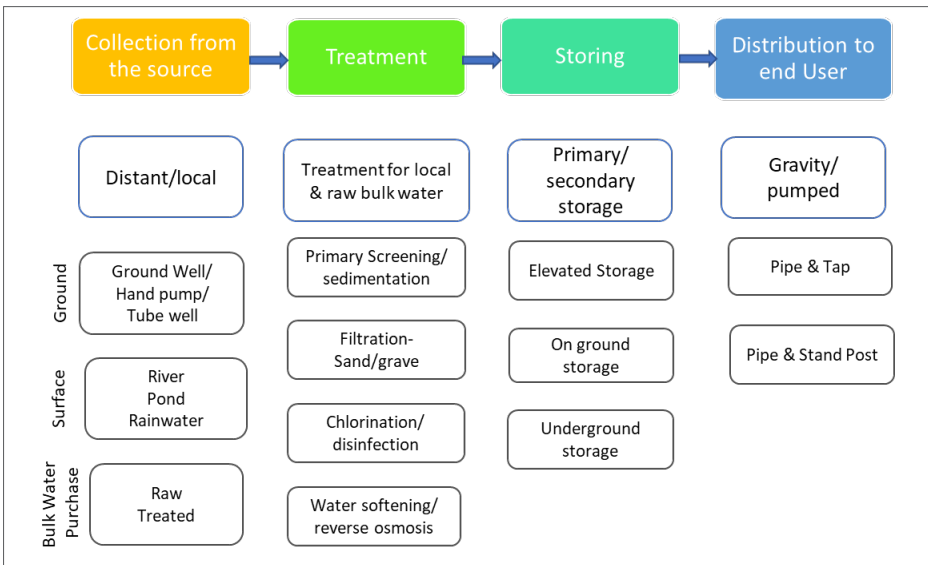 Collection from
the source
Treatment
Storing
Distribution to
end User
Distant/local
Treatment for local
& raw bulk water
Primary/
secondary
storage
Gravity/
pumped
Ground
Ground Well/
Hand pump/
Tube well
Primary Screening/
sedimentation
Elevated Storage
Pipe & Tap
Filtration-
Sand/grave
On ground
storage
Pipe & Stand Post
Surface
River
Pond
Rainwater
Chlorination/
disinfection
Underground
storage
Bulk Water
Purchase
Raw
Treated
Water softening/
reverse osmosis